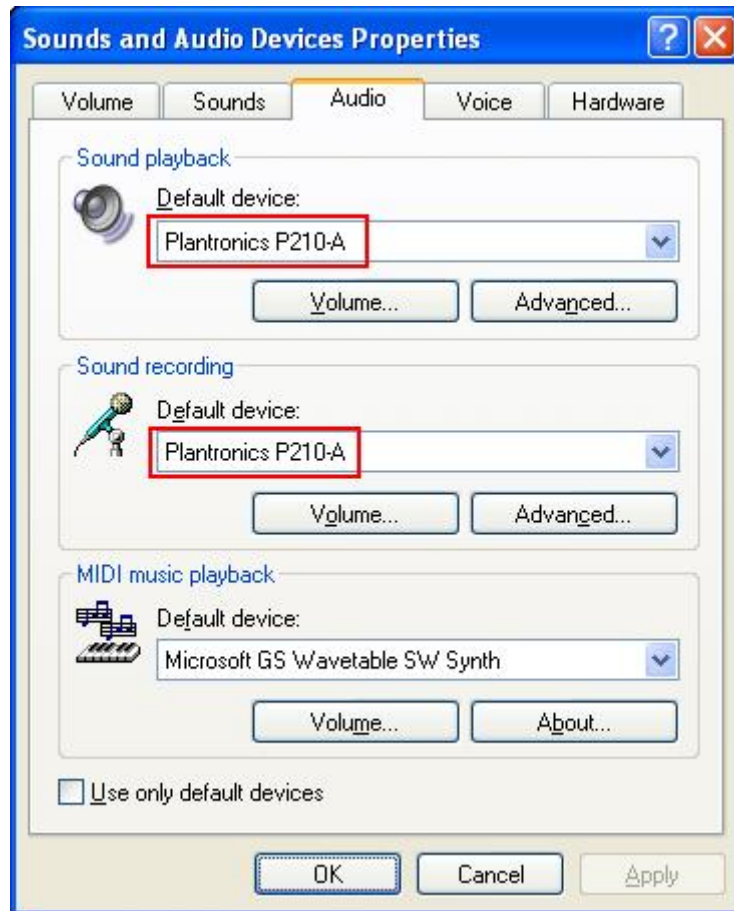 Sounds and Audio Devices Properties
Volume Sounds Audio Voice Hardware
Sound playback
Default device:
Plantronics P210-A
Volume... Advanced...
Sound recording
Default device:
Plantronics P210-A
Volume... Advanced...
MIDI music playback
Default device:
Microsoft GS Wavetable SW Synth
Volume... About...
Use only default devices
OK Cancel Apply